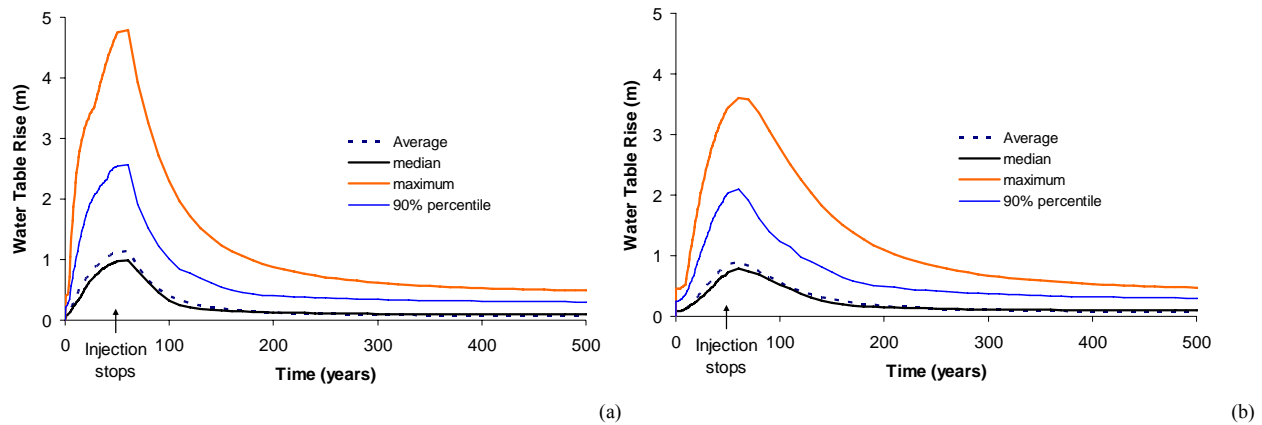 5
4
3
2
1
0
Water Table Rise (m)
Average
median
maximum
90% percentile
0
100
200
300
400
500
Injection
stops
Time (years)
(a)
5
4
3
2
1
0
Water Table Rise (m)
Average
median
maximum
90% percentile
0
100
200
300
400
500
Injection
stops
Time (years)
(b)